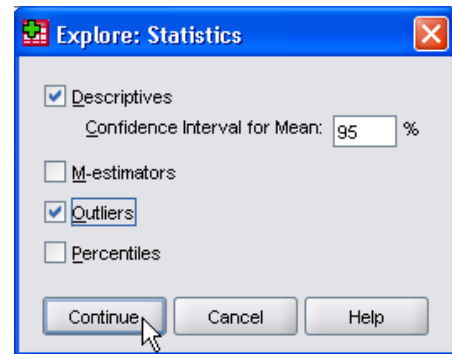 Explore: Statistics
Descriptives
Confidence Interval for Mean: 95 %
M-estimators
Outliers
Percentiles
Continue Cancel Help